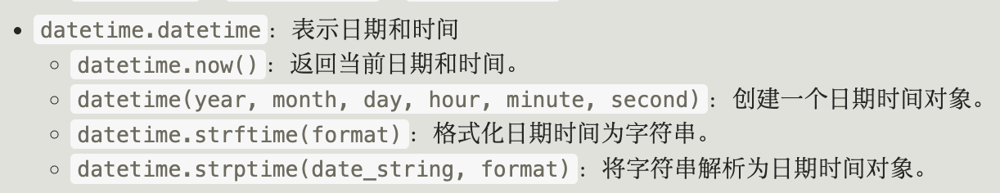 datetime.datetime：表示日期和时间
datetime.now()：返回当前日期和时间。
datetime(year, month, day, hour, minute, second)：创建一个日期时间对象。
datetime.strftime(format)：格式化日期时间为字符串。
datetime.strptime(date_string, format)：将字符串解析为日期时间对象。